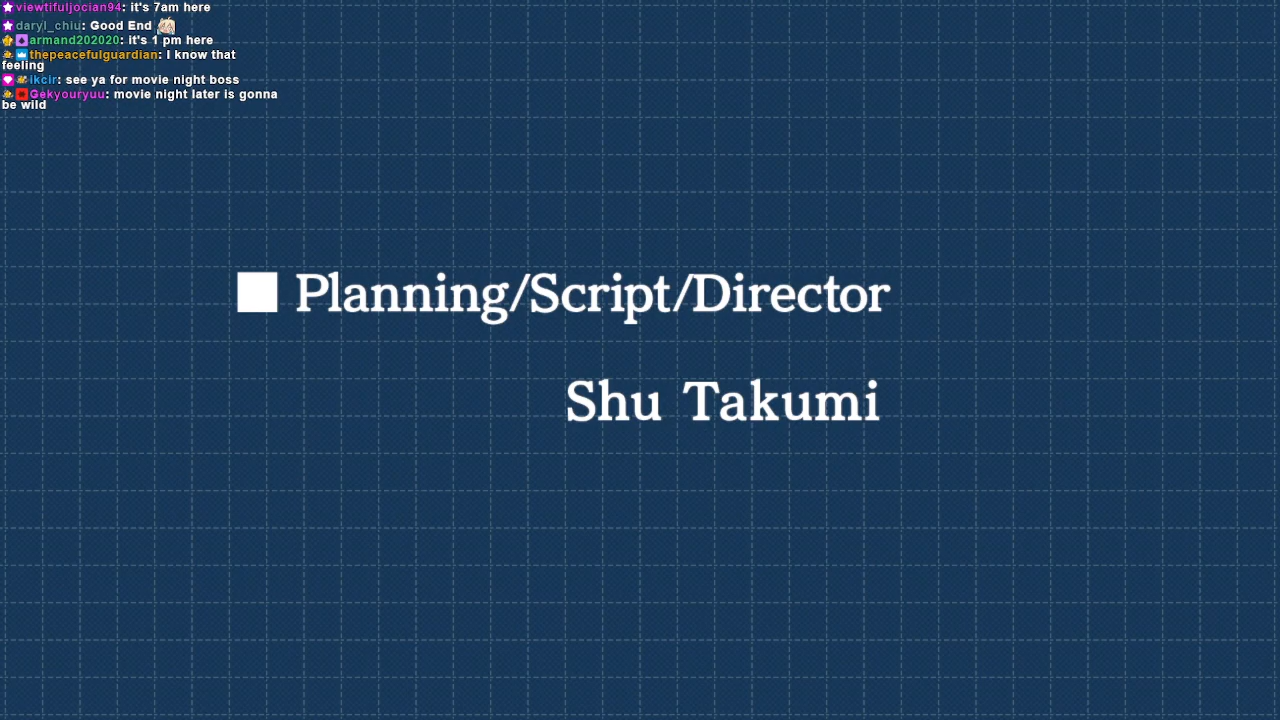 viewtifuljocian94: it's 7am here
daryl_chiu: Good End
armand202020: it's 1 pm here
thepeacefulguardian: I know that
feeling
ikcir: see ya for movie night boss
Gekyouryuu: movie night later is gonna
be wild
■ Planning/Script/Director
Shu Takumi